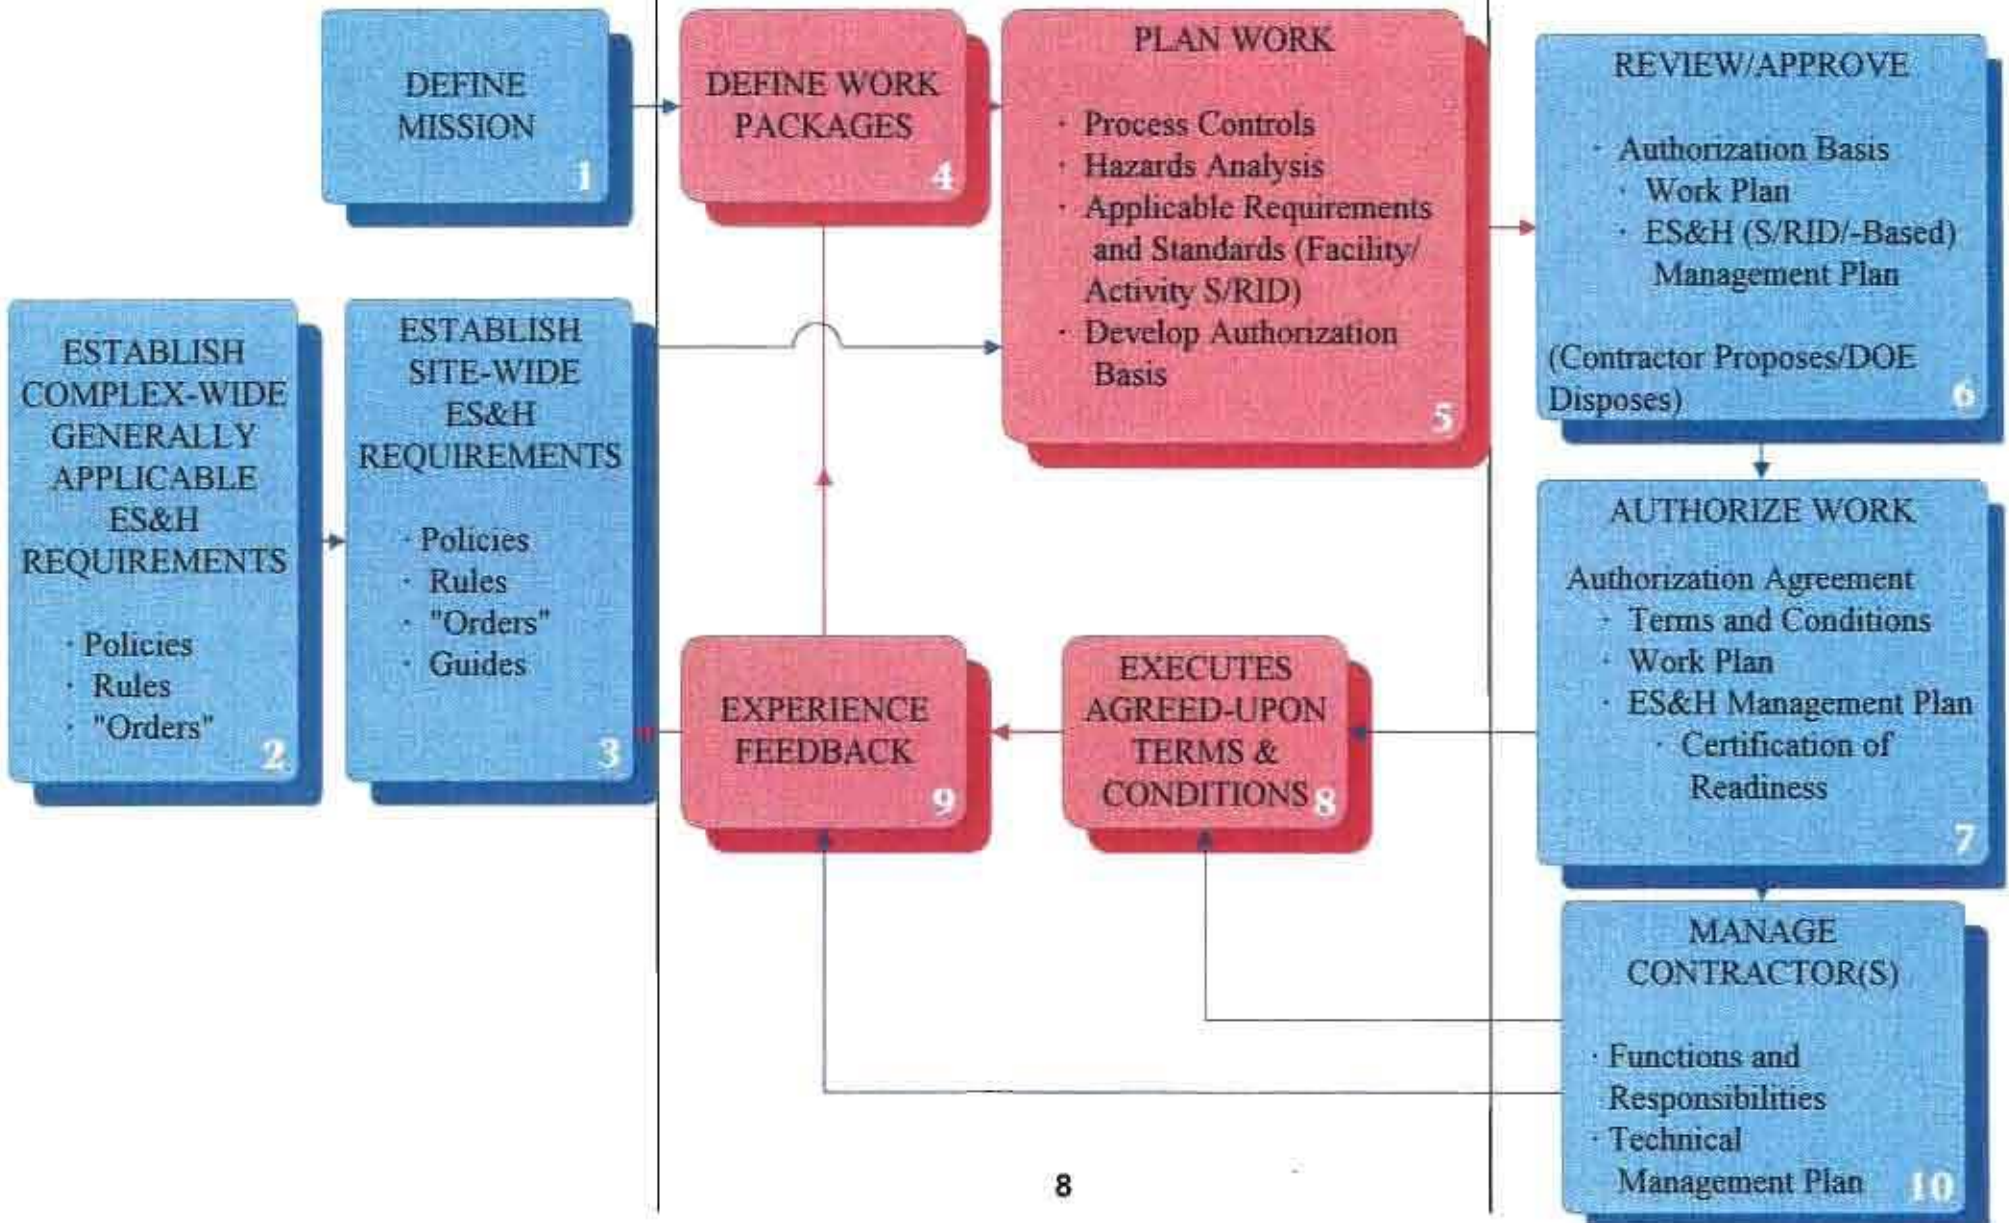 DEFINE
MISSION
1
ESTABLISH
COMPLEX-WIDE
GENERALLY
APPLICABLE
ES&H
REQUIREMENTS
· Policies
· Rules
· "Orders"
2
ESTABLISH
SITE-WIDE
ES&H
REQUIREMENTS
· Policies
· Rules
· "Orders"
· Guides
3
DEFINE WORK
PACKAGES
4
PLAN WORK
· Process Controls
· Hazards Analysis
· Applicable Requirements
and Standards (Facility/
Activity S/RID)
· Develop Authorization
Basis
5
REVIEW/APPROVE
· Authorization Basis
· Work Plan
· ES&H (S/RID/-Based)
Management Plan
(Contractor Proposes/DOE
Disposes)
6
AUTHORIZE WORK
Authorization Agreement
· Terms and Conditions
· Work Plan
· ES&H Management Plan
· Certification of
Readiness
7
EXECUTES
AGREED-UPON
TERMS &
CONDITIONS
8
EXPERIENCE
FEEDBACK
9
MANAGE
CONTRACTOR(S)
· Functions and
Responsibilities
· Technical
Management Plan
10
8